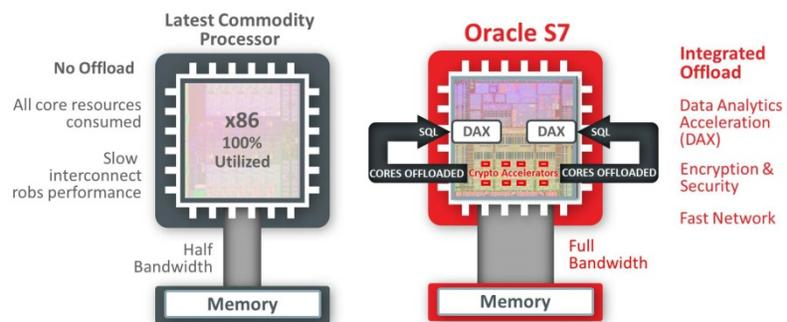 Latest Commodity
Processor
No Offload
All core resources
consumed
Slow
interconnect
robs performance
x86
100%
Utilized
Half
Bandwidth
Memory
Oracle S7
SQL
DAX
DAX
SQL
CORES OFFLOADED
Crypto Accelerators
CORES OFFLOADED
Full
Bandwidth
Memory
Integrated
Offload
Data Analytics
Acceleration
(DAX)
Encryption &
Security
Fast Network